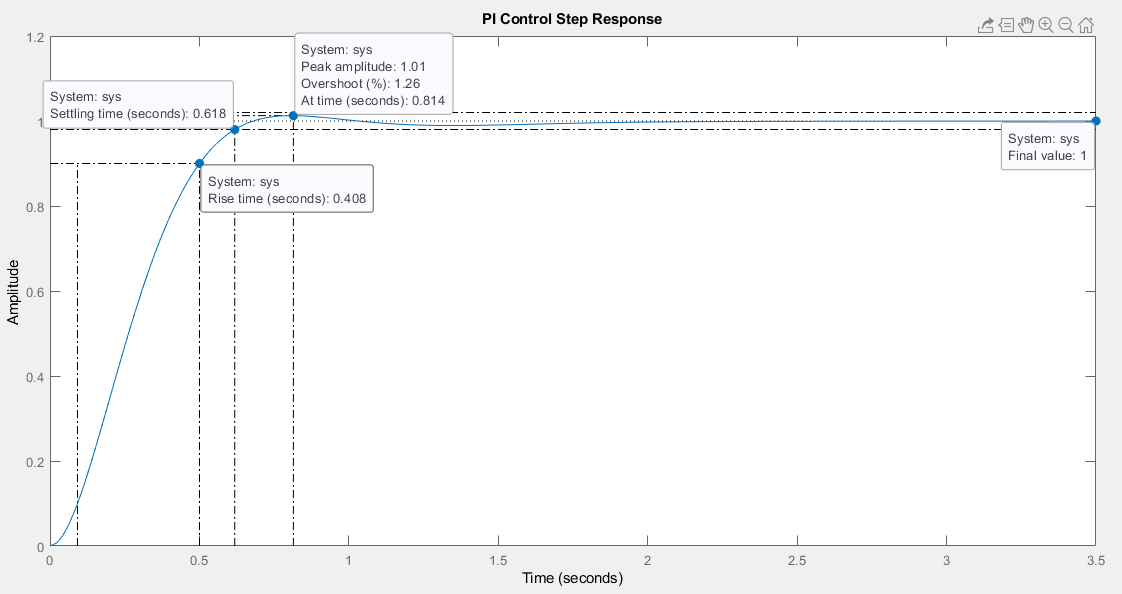 PI Control Step Response
System: sys
Peak amplitude: 1.01
Overshoot (%): 1.26
At time (seconds): 0.814
System: sys
Settling time (seconds): 0.618
System: sys
Rise time (seconds): 0.408
System: sys
Final value: 1
1.2
1
0.8
0.6
0.4
0.2
0
Amplitude
0
0.5
1
1.5
2
2.5
3
3.5
Time (seconds)